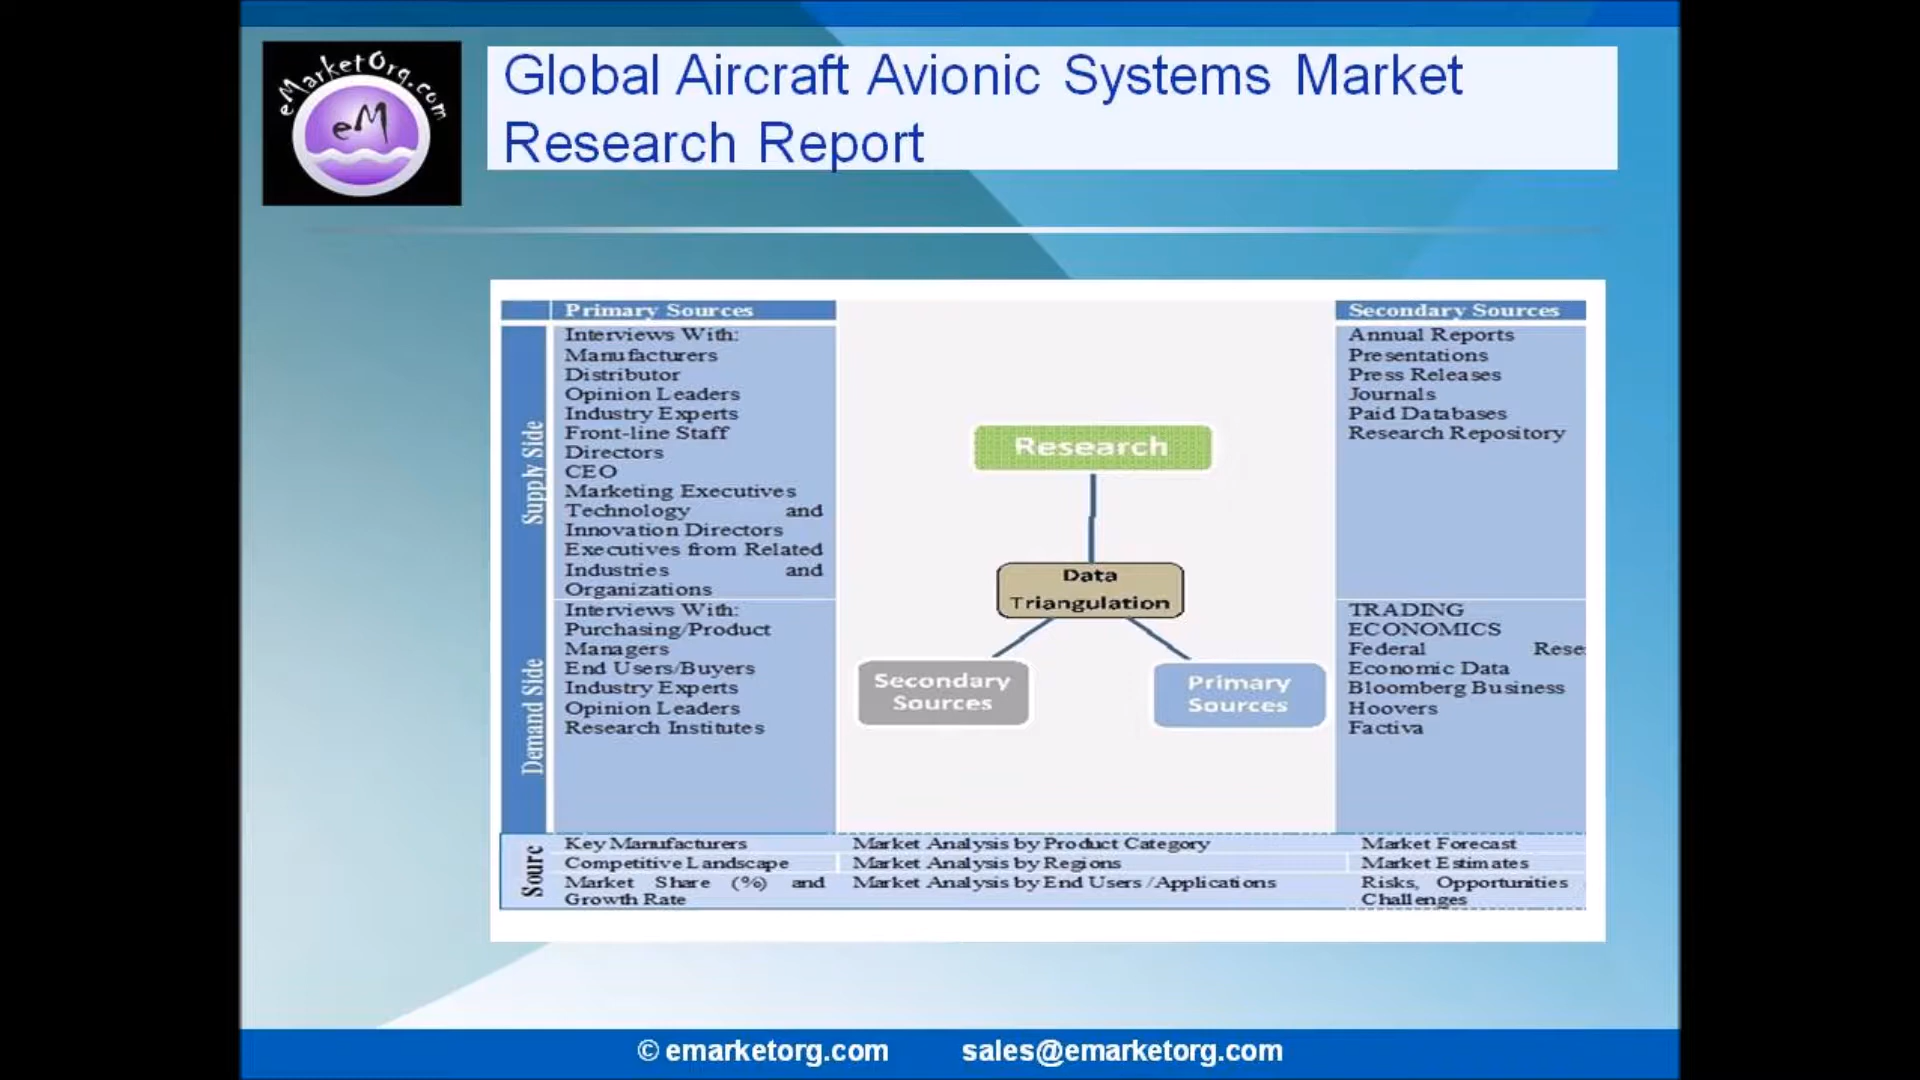 eMarketOrg.com
eM
Global Aircraft Avionic Systems Market
Research Report
Primary Sources
Supply Side
Interviews With:
Manufacturers
Distributor
Opinion Leaders
Industry Experts
Front-line Staff
Directors
CEO
Marketing Executives
Technology and
Innovation Directors
Executives from Related
Industries and
Organizations
Demand Side
Interviews With:
Purchasing/Product
Managers
End Users/Buyers
Industry Experts
Opinion Leaders
Research Institutes
Research
Data
Triangulation
Secondary
Sources
Primary
Sources
Secondary Sources
Annual Reports
Presentations
Press Releases
Journals
Paid Databases
Research Repository
TRADING
ECONOMICS
Federal Rese
Economic Data
Bloomberg Business
Hoovers
Factiva
Sourc
Key Manufacturers
Competitive Landscape
Market Share (%) and
Growth Rate
Market Analysis by Product Category
Market Analysis by Regions
Market Analysis by End Users /Applications
Market Forecast
Market Estimates
Risks, Opportunities
Challenges
© emarketorg.com sales@emarketorg.com